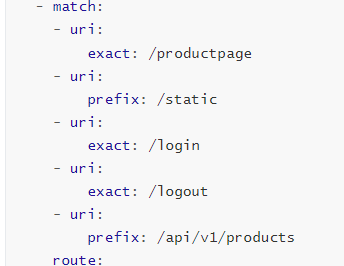 - match:
- uri:
exact: /productpage
- uri:
prefix: /static
- uri:
exact: /login
- uri:
exact: /logout
- uri:
prefix: /api/v1/products
route: